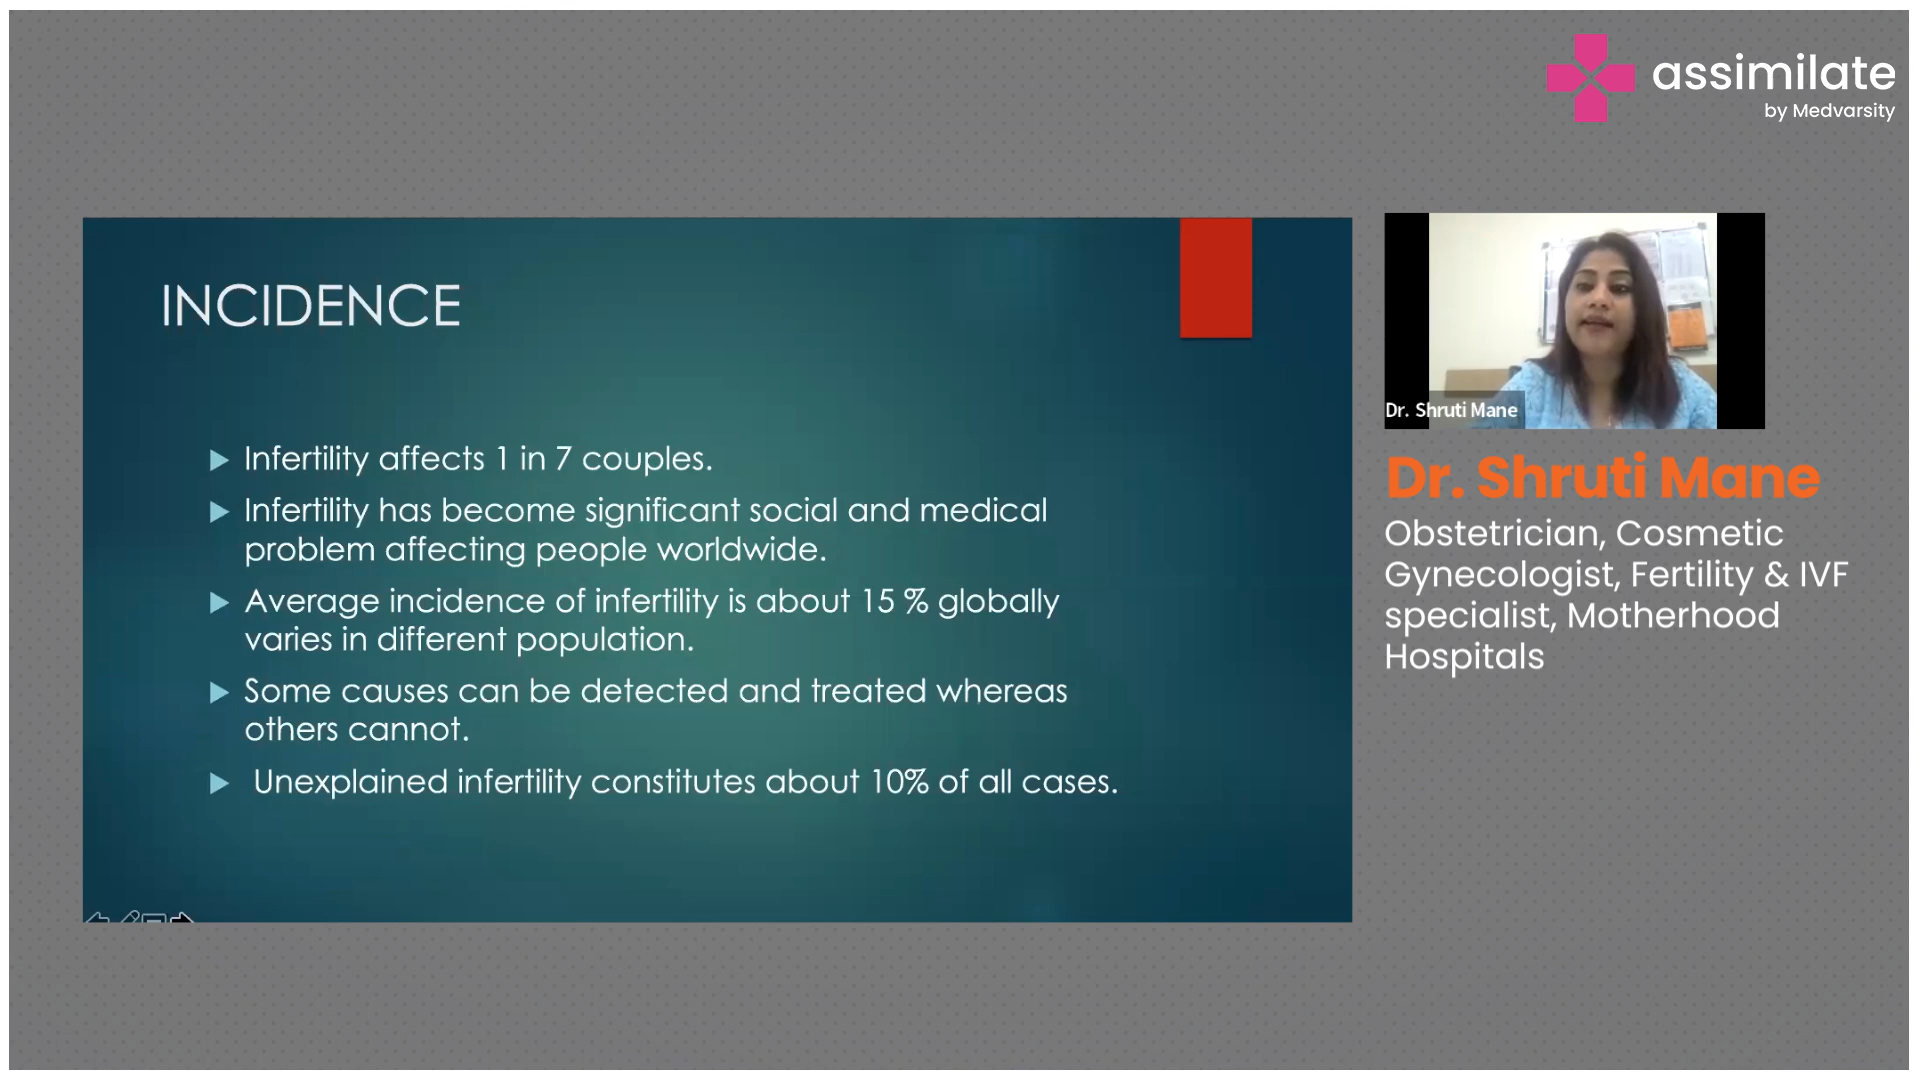 assimilate
by Medvarsity
INCIDENCE
Infertility affects 1 in 7 couples.
Infertility has become significant social and medical
problem affecting people worldwide.
Average incidence of infertility is about 15 % globally
varies in different population.
Some causes can be detected and treated whereas
others cannot.
Unexplained infertility constitutes about 10% of all cases.
Dr. Shruti Mane
Dr. Shruti Mane
Obstetrician, Cosmetic
Gynecologist, Fertility & IVF
specialist, Motherhood
Hospitals